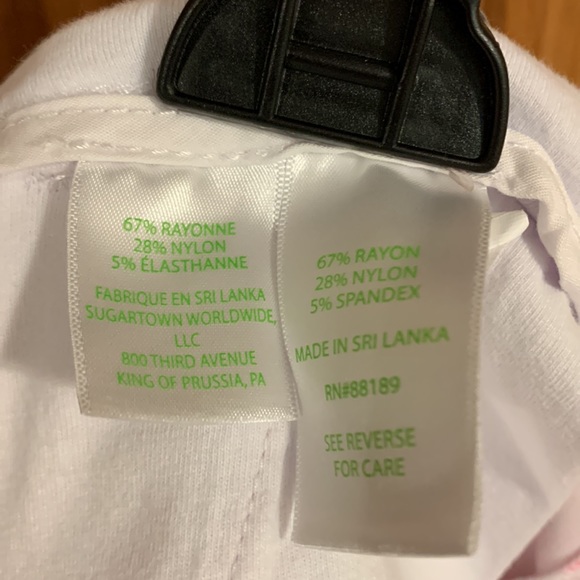 67% RAYONNE
28% NYLON
5% ÉLASTHANNE
FABRIQUE EN SRI LANKA
SUGARTOWN WORLDWIDE,
LLC
800 THIRD AVENUE
KING OF PRUSSIA, PA
67% RAYON
28% NYLON
5% SPANDEX
MADE IN SRI LANKA
RN#88189
SEE REVERSE
FOR CARE